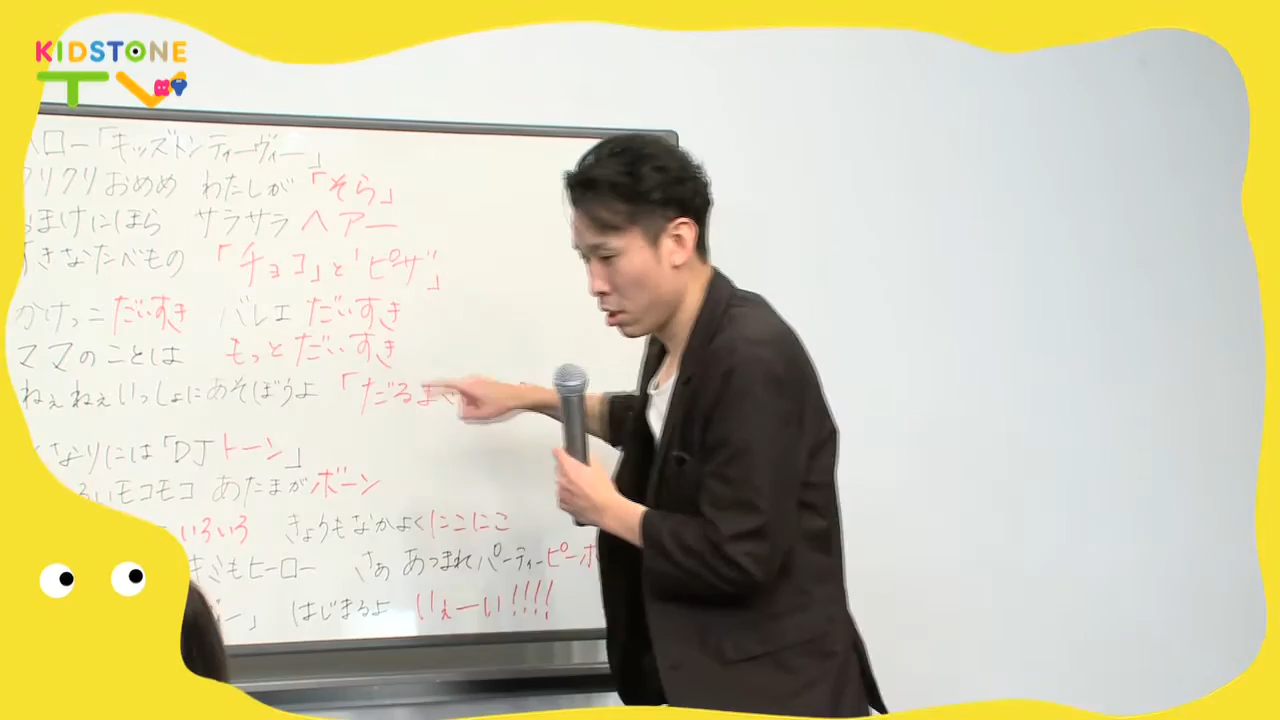 KIDSTONE
TV
ハロー「キッズトンティーヴィー」
クリクリおめめ わたしが「そら」
おまけにほら サラサラヘアー
すきなたべもの 「チョコ」と「ピザ」
かけっこだいすき バレエだいすき
ママのことは もっとだいすき
ねぇねぇいっしょにあそぼうよ 「だるま
となりには「DJトーン」
いモコモコ あたまがボーン
いろいろ きょうもなかよくにこにこ
きみもヒーロー さぁ あつまれパーティーピーポ
ー」 はじまるよ いぇーい!!!!